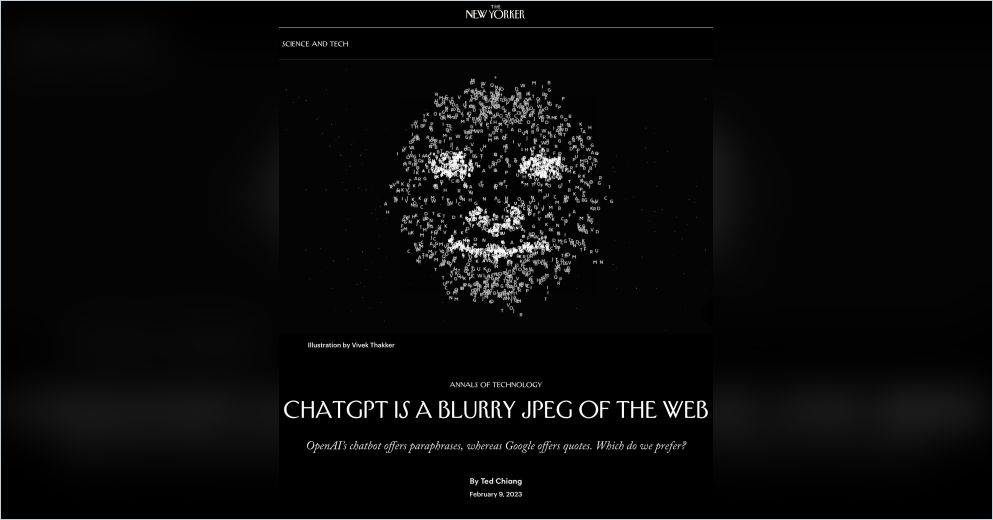 THE
NEW YORKER
SCIENCE AND TECH
Illustration by Vivek Thakker
ANNALS OF TECHNOLOGY
CHATGPT IS A BLURRY JPEG OF THE WEB
OpenAI's chatbot offers paraphrases, whereas Google offers quotes. Which do we prefer?
By Ted Chiang
February 9, 2023